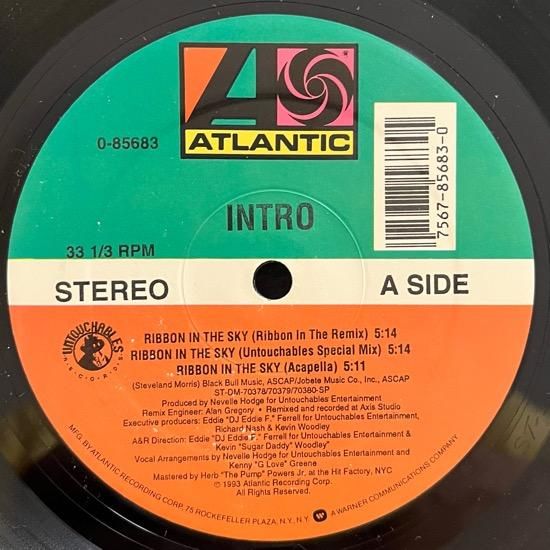 ATLANTIC
0-85683
7567-85683-0
INTRO
33 1/3 RPM
STEREO
A SIDE
UNTOUCHABLES
RECORDS
RIBBON IN THE SKY (Ribbon In The Remix) 5:14
RIBBON IN THE SKY (Untouchables Special Mix) 5:14
RIBBON IN THE SKY (Acapella) 5:11
(Steveland Morris) Black Bull Music, ASCAP/Jobete Music Co., Inc., ASCAP
ST-DM-70378/70379/70380-SP
Produced by Nevelle Hodge for Untouchables Entertainment
Remix Engineer: Alan Gregory • Remixed and recorded at Axis Studio
Executive producers: Eddie "DJ Eddie F." Ferrell for Untouchables Entertainment,
Richard Nash & Kevin Woodley
A&R Direction: Eddie "DJ Eddie F." Ferrell for Untouchables Entertainment &
Kevin "Sugar Daddy" Woodley
Vocal Arrangements by Nevelle Hodge for Untouchables Entertainment and
Kenny "G Love" Greene
Mastered by Herb "The Pump" Powers Jr, at the Hit Factory, NYC
© 1993 Atlantic Recording Corp.
All Rights Reserved.
MFG. BY ATLANTIC RECORDING CORP., 75 ROCKEFELLER PLAZA, N.Y., N.Y. A WARNER COMMUNICATIONS COMPANY